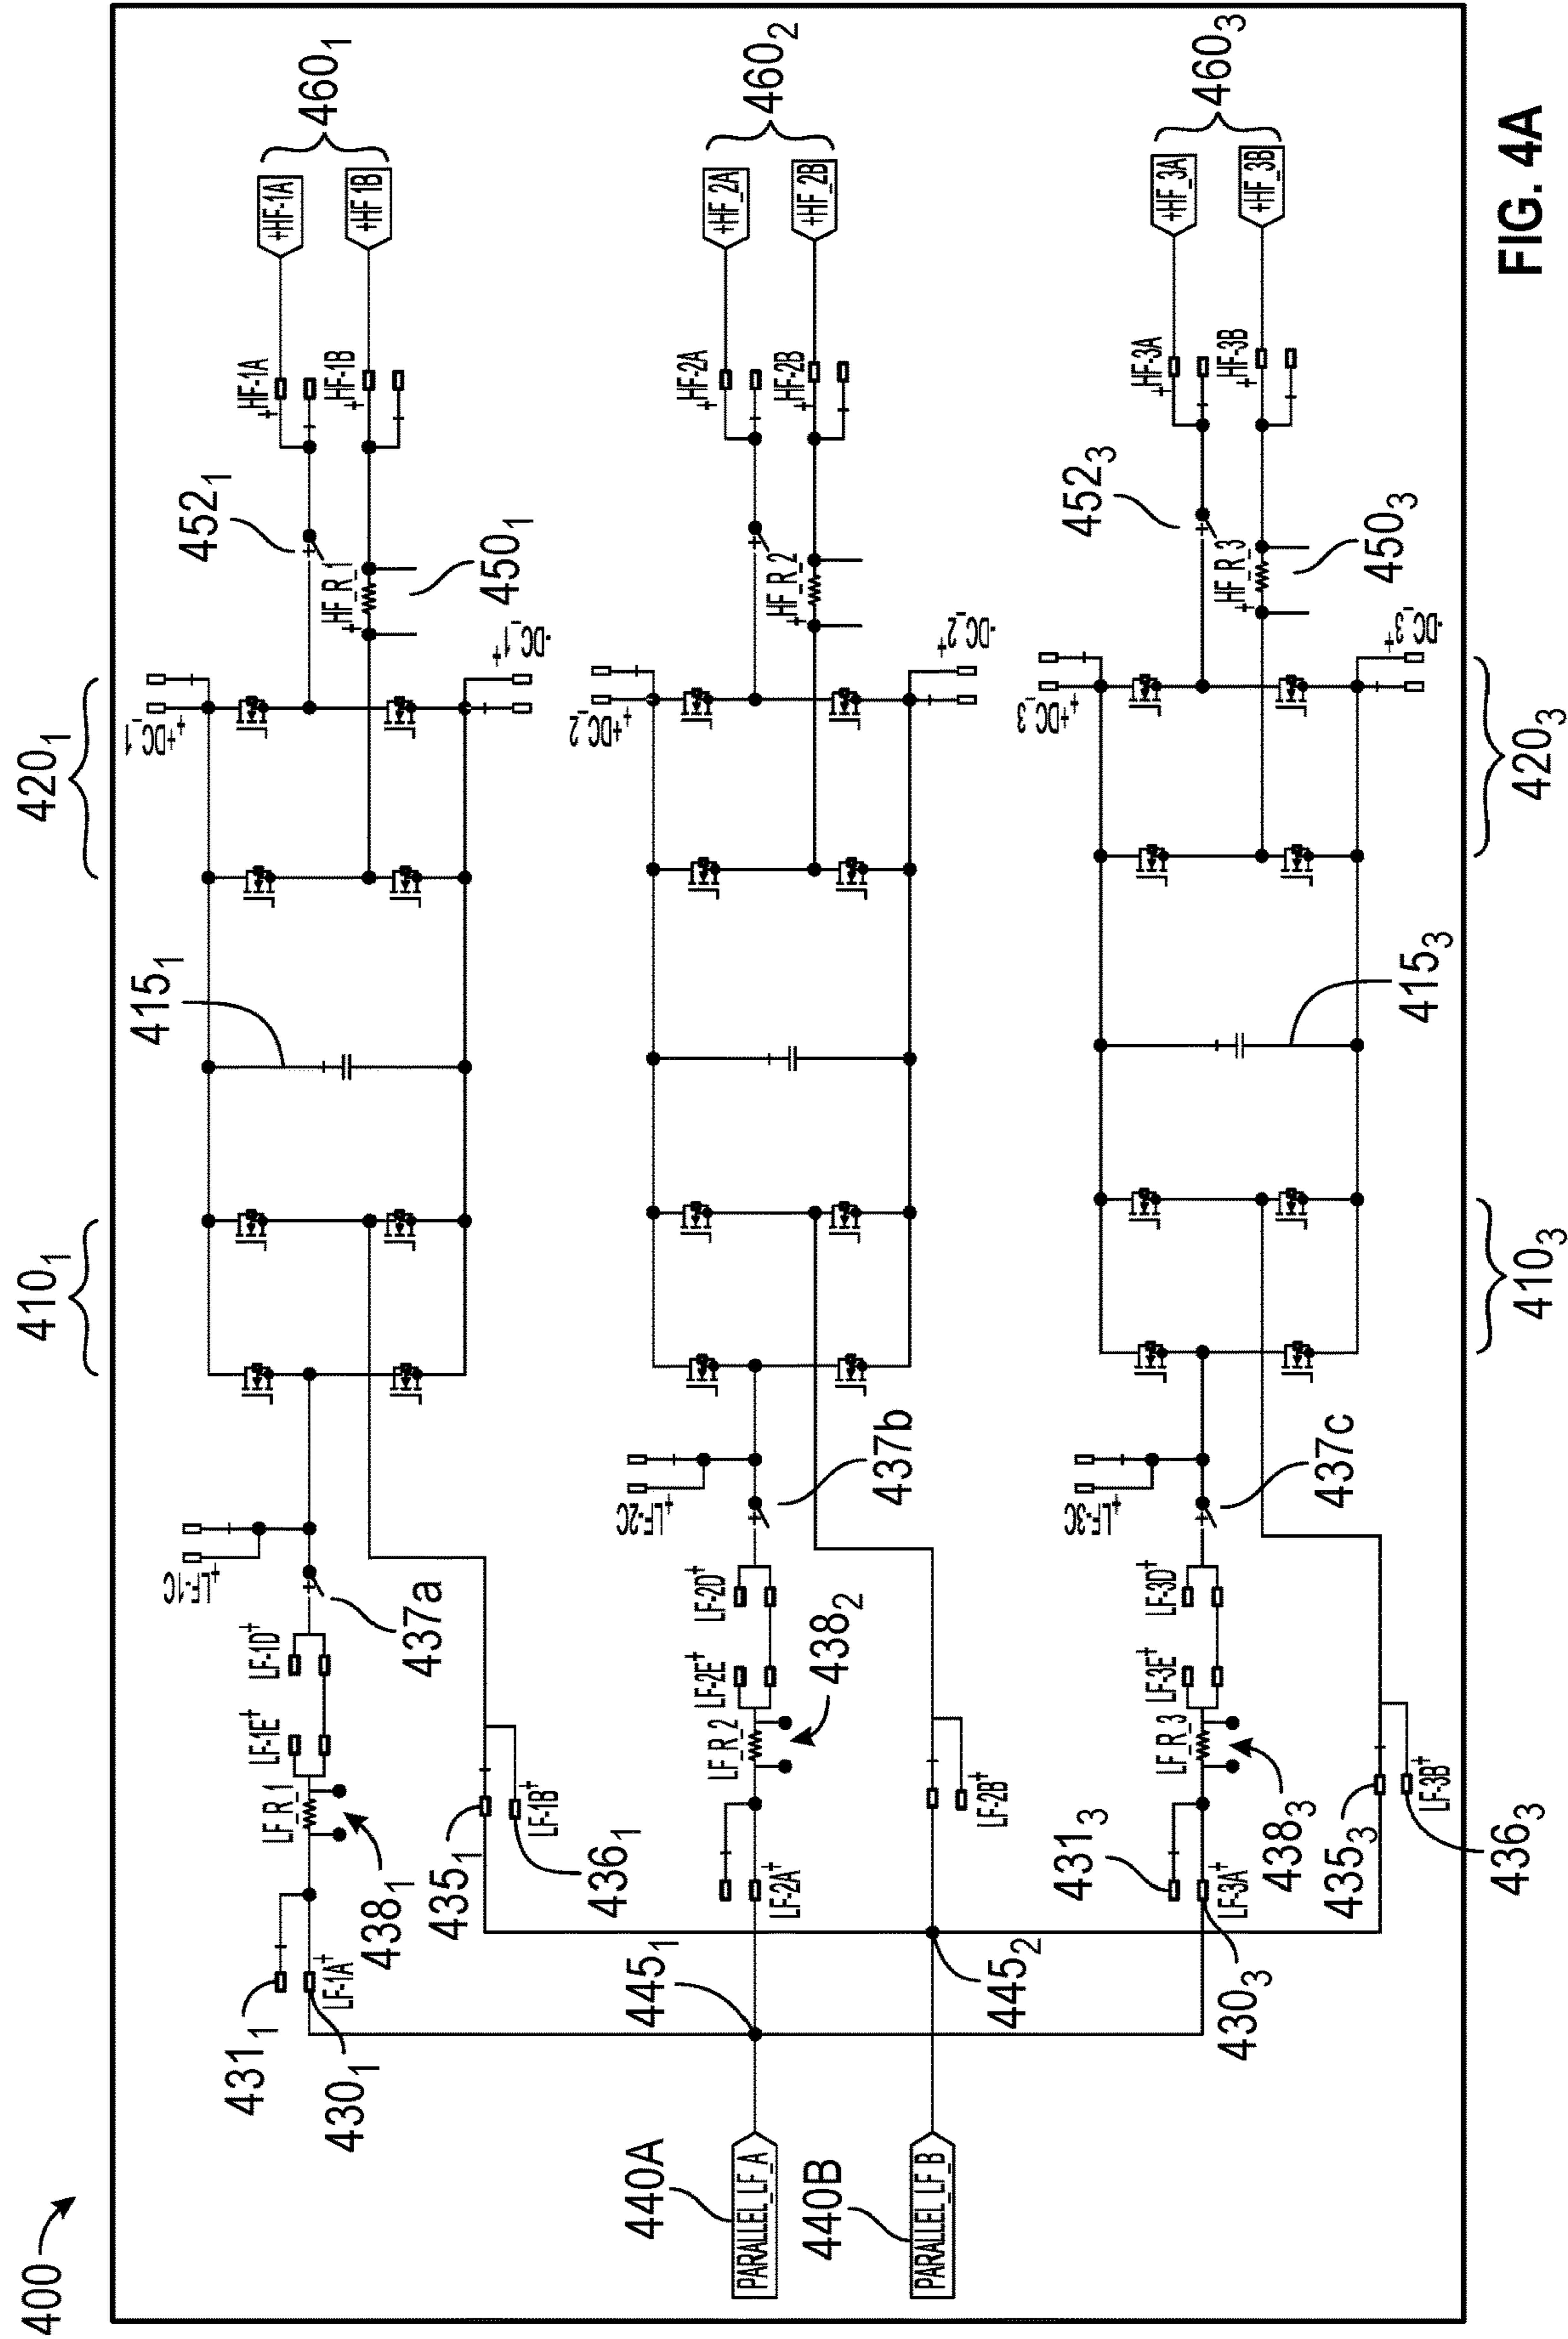 400
410₁
415₁
420₁
431₁
430₁
LF-1A+
438₁
LF_R_1
LF-1E+
LF-1D+
437a
+LF-1C
435₁
436₁
LF-1B+
+DC_1
-DC_1
452₁
HF_R_1
450₁
HF-1A
HF-1B
+HF-1A
+HF_1B
460₁
440A
PARALLEL_LF_A
440B
PARALLEL_LF_B
445₁
445₂
LF-2A+
LF_R_2
438₂
LF-2E+
LF-2D+
437b
+LF-2C
LF-2B+
+DC_2
-DC_2
HF_R_2
HF-2A
HF-2B
+HF_2A
+HF_2B
460₂
431₃
430₃
LF-3A+
438₃
LF_R_3
LF-3E+
LF-3D+
437c
+LF-3C
435₃
436₃
LF-3B+
410₃
415₃
420₃
+DC_3
-DC_3
452₃
HF_R_3
450₃
HF-3A
HF-3B
+HF_3A
+HF_3B
460₃
FIG. 4A